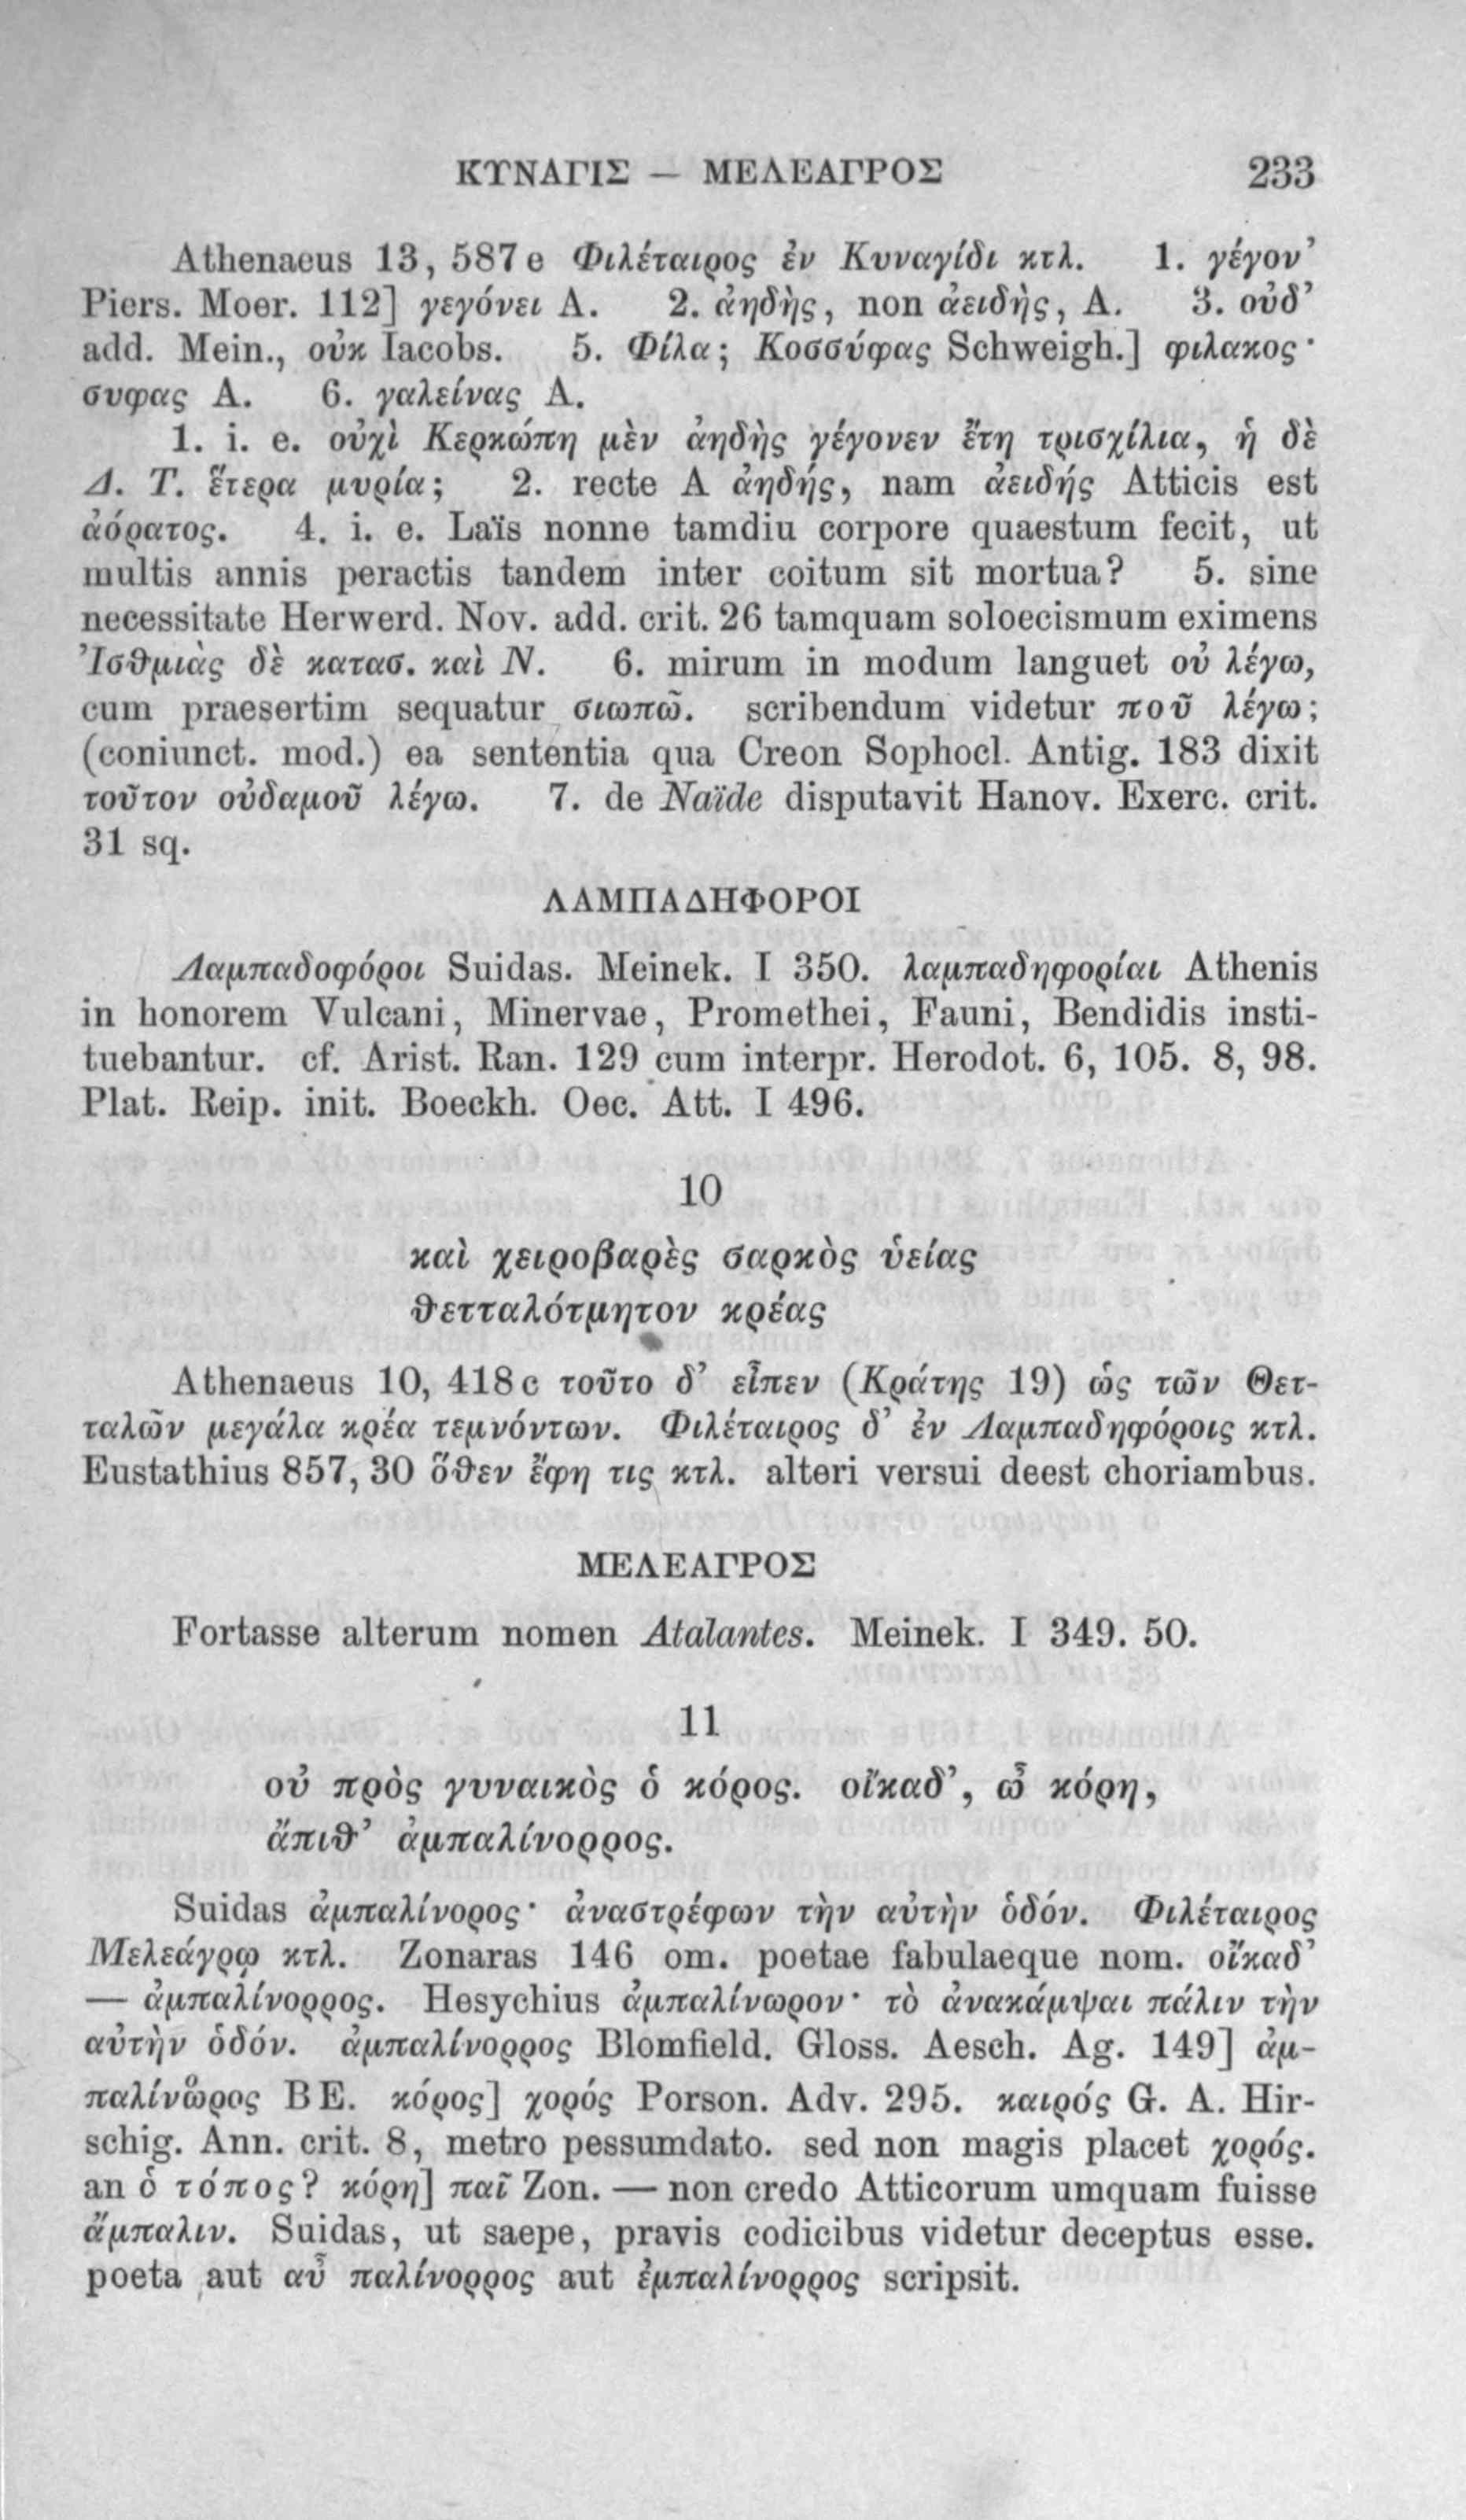 ΚΥΝΑΓΙΣ — ΜΕΛΕΑΓΡΟΣ 233
Athenaeus 13, 587 e Φιλέταιρος ἐν Κυναγίδι κτλ. 1. γέγον’
Piers. Moer. 112] γεγόνει A. 2. ἀηδὴς, non ἀειδὴς, A. 3. οὐδ’
add. Mein., οὐκ Iacobs. 5. Φίλα; Κοσσύφας Schweigh.] φιλακος·
συφας A. 6. γαλείνας A.
1. i. e. οὐχὶ Κερκώπη μὲν ἀηδὴς γέγονεν ἔτη τρισχίλια, ἡ δὲ
Δ. Τ. ἕτερα μυρία; 2. recte A ἀηδής, nam ἀειδής Atticis est
ἀόρατος. 4. i. e. Laïs nonne tamdiu corpore quaestum fecit, ut
multis annis peractis tandem inter coitum sit mortua? 5. sine
necessitate Herwerd. Nov. add. crit. 26 tamquam soloecismum eximens
Ἰσθμιὰς δὲ κατασ. καὶ Ν. 6. mirum in modum languet οὐ λέγω,
cum praesertim sequatur σιωπῶ. scribendum videtur ποῦ λέγω;
(coniunct. mod.) ea sententia qua Creon Sophocl. Antig. 183 dixit
τοῦτον οὐδαμοῦ λέγω. 7. de Naïde disputavit Hanov. Exerc. crit.
31 sq.
ΛΑΜΠΑΔΗΦΟΡΟΙ
Λαμπαδοφόροι Suidas. Meinek. I 350. λαμπαδηφορίαι Athenis
in honorem Vulcani, Minervae, Promethei, Fauni, Bendidis insti-
tuebantur. cf. Arist. Ran. 129 cum interpr. Herodot. 6, 105. 8, 98.
Plat. Reip. init. Boeckh. Oec. Att. I 496.
10
καὶ χειροβαρὲς σαρκὸς ὑείας
θετταλότμητον κρέας
Athenaeus 10, 418 c τοῦτο δ’ εἶπεν (Κράτης 19) ὡς τῶν Θετ-
ταλῶν μεγάλα κρέα τεμνόντων. Φιλέταιρος δ’ ἐν Λαμπαδηφόροις κτλ.
Eustathius 857, 30 ὅθεν ἔφη τις κτλ. alteri versui deest choriambus.
ΜΕΛΕΑΓΡΟΣ
Fortasse alterum nomen Atalantes. Meinek. I 349. 50.
11
οὐ πρὸς γυναικὸς ὁ κόρος. οἴκαδ’, ὦ κόρη,
ἄπιθ’ ἀμπαλίνορρος.
Suidas ἀμπαλίνορος· ἀναστρέφων τὴν αὐτὴν ὁδόν. Φιλέταιρος
Μελεάγρῳ κτλ. Zonaras 146 om. poetae fabulaeque nom. οἴκαδ’
— ἀμπαλίνορρος. Hesychius ἀμπαλίνωρον· τὸ ἀνακάμψαι πάλιν τὴν
αὐτὴν ὁδόν. ἀμπαλίνορρος Blomfield. Gloss. Aesch. Ag. 149] ἀμ-
παλίνωρος BE. κόρος] χορός Porson. Adv. 295. καιρός G. A. Hir-
schig. Ann. crit. 8, metro pessumdato. sed non magis placet χορός.
an ὁ τόπος? κόρη] παῖ Zon. — non credo Atticorum umquam fuisse
ἄμπαλιν. Suidas, ut saepe, pravis codicibus videtur deceptus esse.
poeta aut αὖ παλίνορρος aut ἐμπαλίνορρος scripsit.